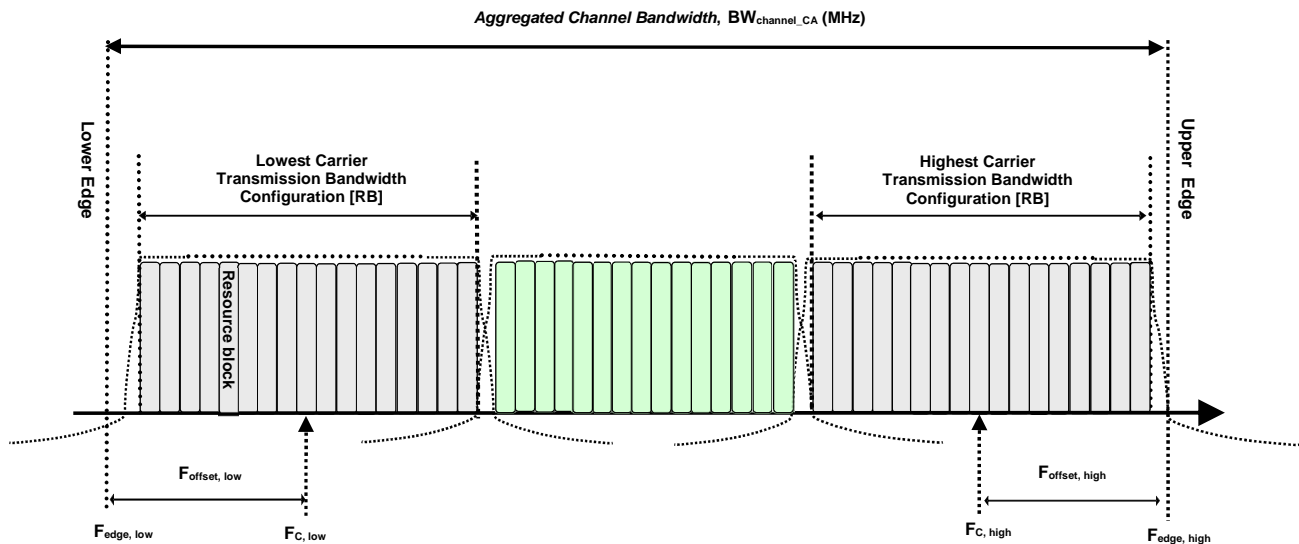 Aggregated Channel Bandwidth, BWchannel_CA (MHz)
Lower Edge
Upper Edge
Lowest Carrier
Transmission Bandwidth
Configuration [RB]
Highest Carrier
Transmission Bandwidth
Configuration [RB]
Resource block
Foffset, low
Foffset, high
Fedge, low
FC, low
FC, high
Fedge, high